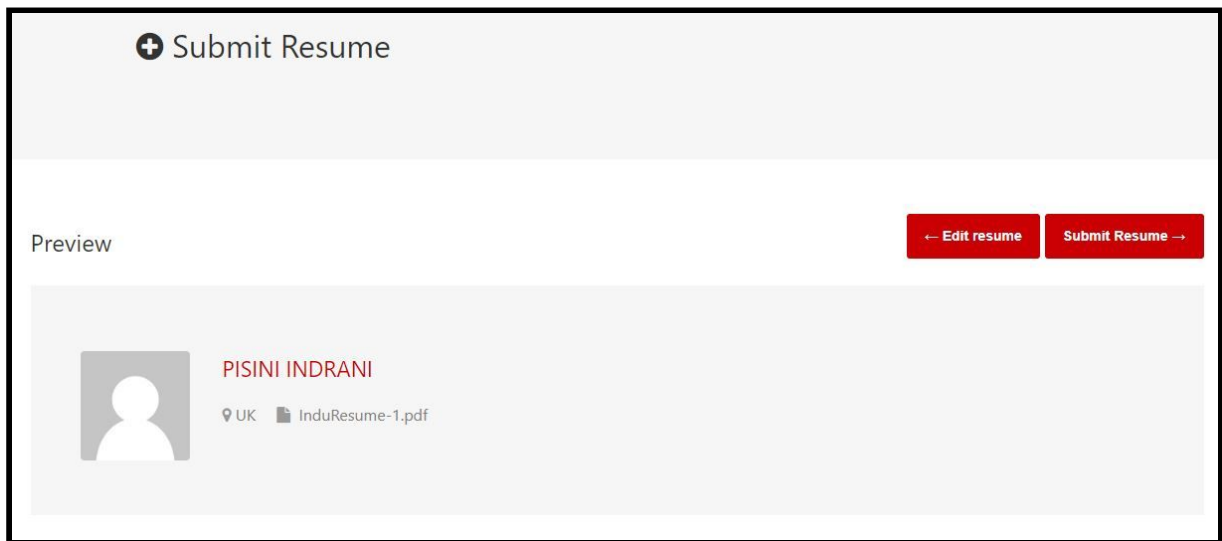 Submit Resume
Preview
← Edit resume
Submit Resume →
PISINI INDRANI
UK InduResume-1.pdf